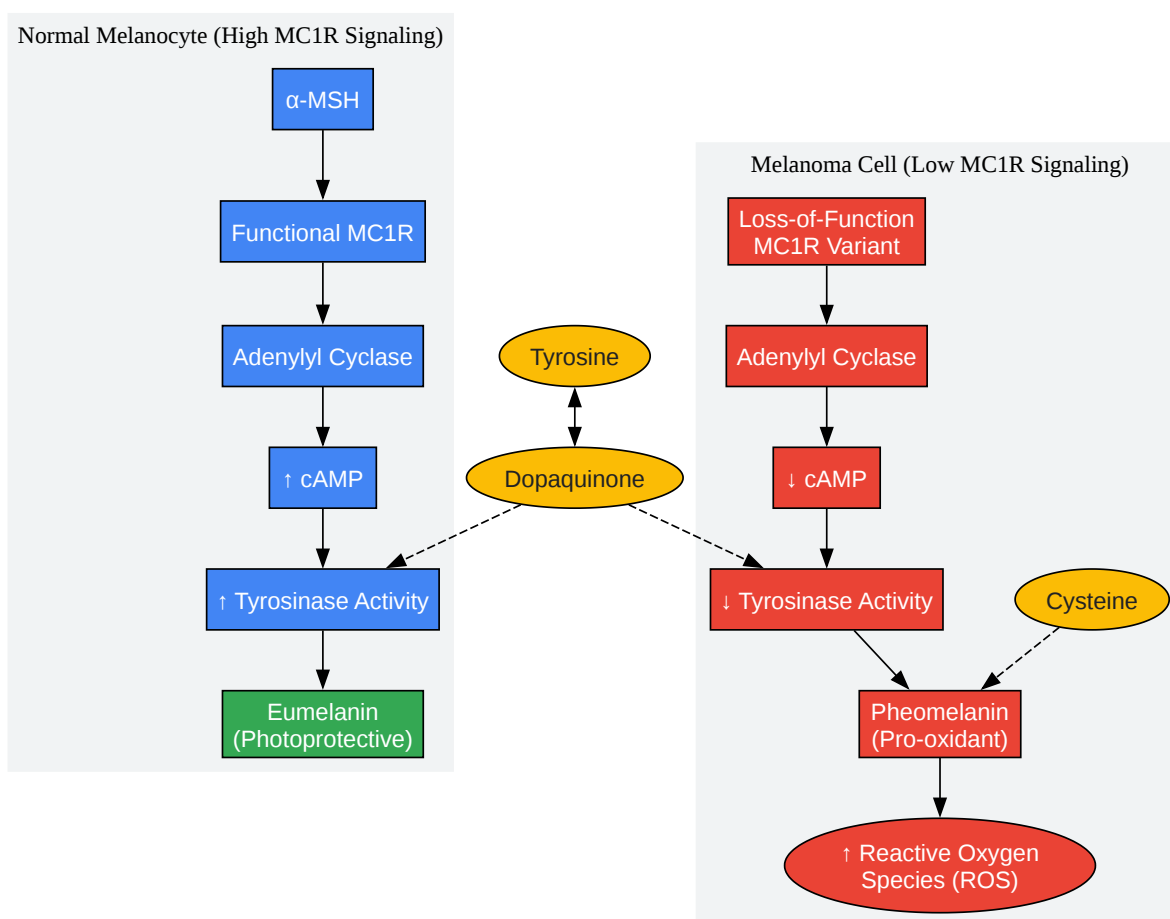 Normal Melanocyte (High MC1R Signaling)
α-MSH
Functional MC1R
Adenylyl Cyclase
↑ cAMP
↑ Tyrosinase Activity
Eumelanin
(Photoprotective)
Tyrosine
Dopaquinone
Melanoma Cell (Low MC1R Signaling)
Loss-of-Function
MC1R Variant
Adenylyl Cyclase
↓ cAMP
↓ Tyrosinase Activity
Cysteine
Pheomelanin
(Pro-oxidant)
↑ Reactive Oxygen
Species (ROS)